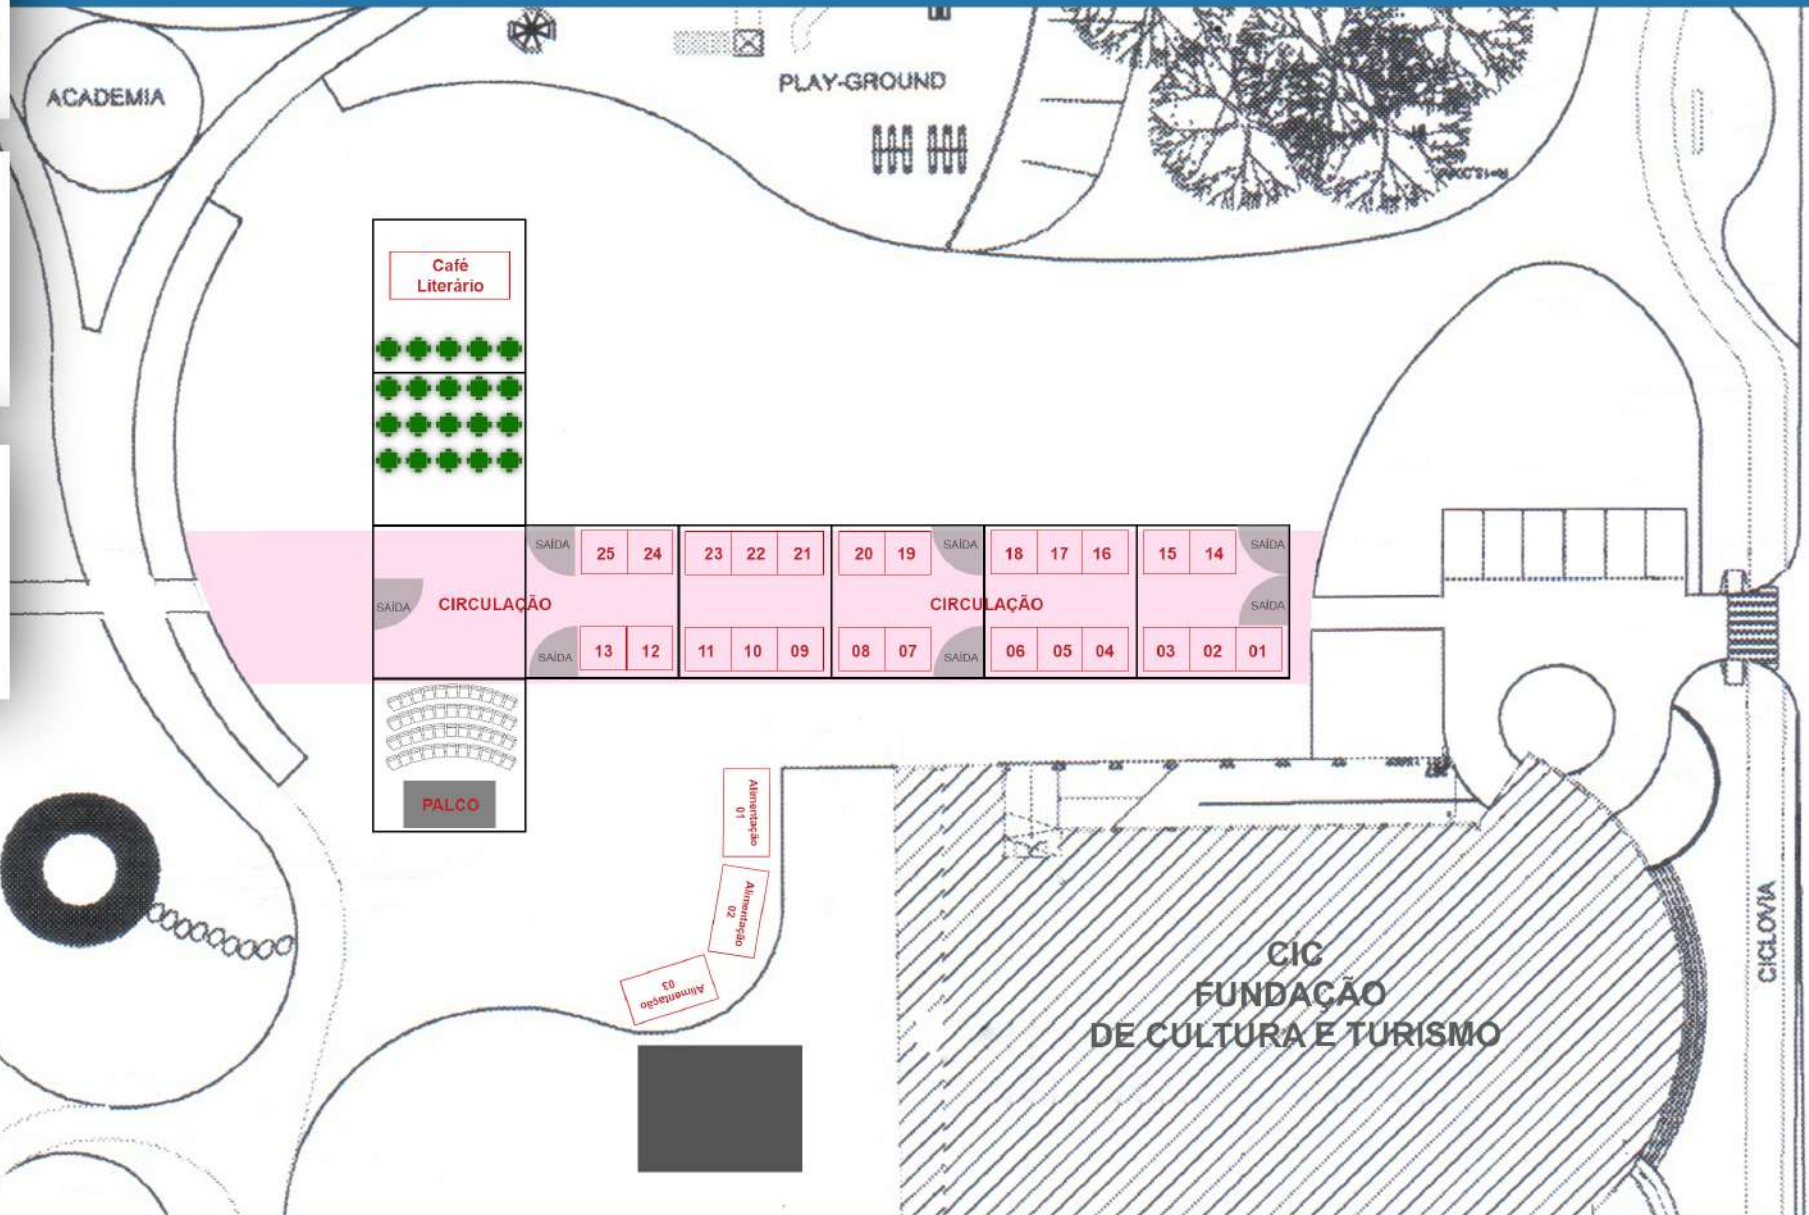 ACADEMIA
PLAY-GROUND
Café
Literário
SAÍDA
25
24
23
22
21
20
19
SAÍDA
18
17
16
15
14
SAÍDA
SAÍDA
CIRCULAÇÃO
CIRCULAÇÃO
SAÍDA
SAÍDA
13
12
11
10
09
08
07
SAÍDA
06
05
04
03
02
01
PALCO
Alimentação
01
Alimentação
02
Alimentação
03
CIC
FUNDAÇÃO
DE CULTURA E TURISMO
CICLOVIA